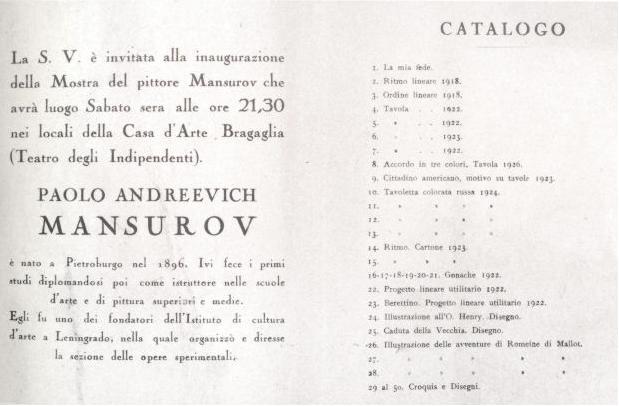 La S. V. è invitata alla inaugurazione
della Mostra del pittore Mansurov che
avrà luogo Sabato sera alle ore 21,30
nei locali della Casa d'Arte Bragaglia
(Teatro degli Indipendenti).
PAOLO ANDREEVICH
MANSUROV
è nato a Pietroburgo nel 1896. Ivi fece i primi
studi diplomandosi poi come istruttore nelle scuole
d'arte e di pittura superiori e medie.
Egli fu uno dei fondatori dell'Istituto di cultura
d'arte a Leningrado, nella quale organizzò e diresse
la sezione delle opere sperimentali.
CATALOGO
1. La mia fede.
2. Ritmo lineare 1918.
3. Ordine lineare 1918.
4. Tavola . . 1922.
5. » . . 1922.
6. » . . 1923.
7. » . . 1922.
8. Accordo in tre colori, Tavola 1926.
9. Cittadino americano, motivo su tavole 1923.
10. Tavoletta colorata russa 1924.
11. » » » »
12. » » » »
13. » » » »
14. Ritmo. Cartone 1923.
15. » » »
16-17-18-19-20-21. Gouache 1922.
22. Progetto lineare utilitario 1922.
23. Berettino. Progetto lineare utilitario 1922.
24. Illustrazione all'O. Henry. Disegno.
25. Caduta della Vecchia. Disegno.
26. Illustrazione delle avventure di Romeine di Mallot.
27. » » » »
28. » » » »
29 al 50. Croquis e Disegni.